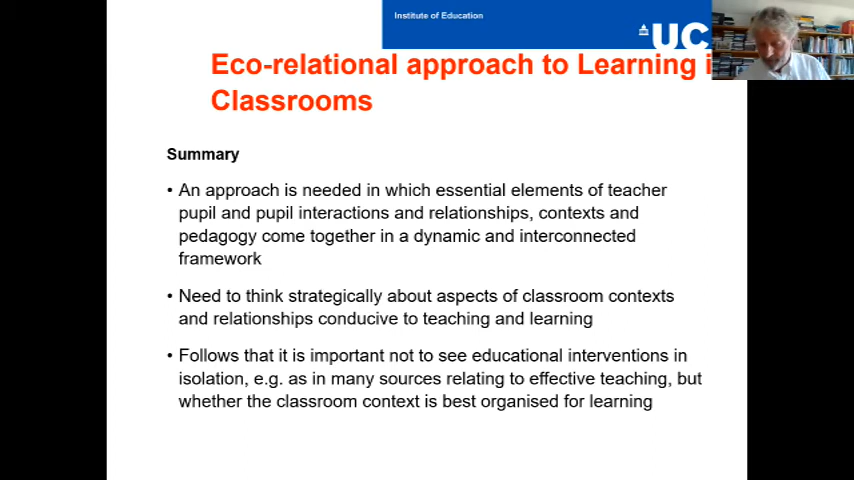 Institute of Education
UC
Eco-relational approach to Learning i
Classrooms
Summary
• An approach is needed in which essential elements of teacher
pupil and pupil interactions and relationships, contexts and
pedagogy come together in a dynamic and interconnected
framework
• Need to think strategically about aspects of classroom contexts
and relationships conducive to teaching and learning
• Follows that it is important not to see educational interventions in
isolation, e.g. as in many sources relating to effective teaching, but
whether the classroom context is best organised for learning